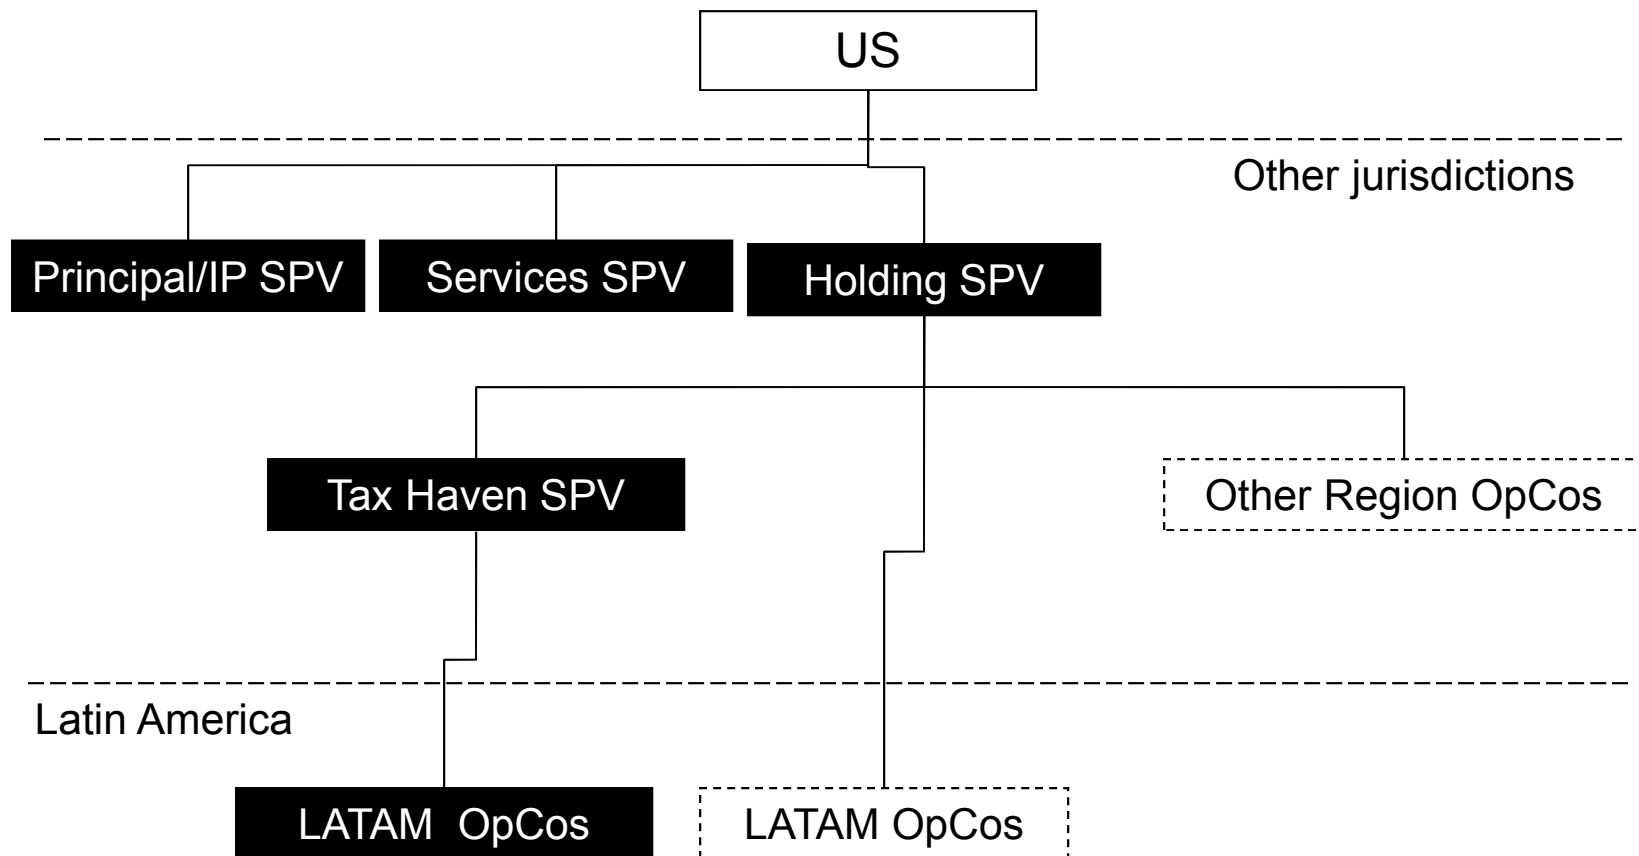 US
Other jurisdictions
Principal/IP SPV
Services SPV
Holding SPV
Tax Haven SPV
Other Region OpCos
Latin America
LATAM  OpCos
LATAM OpCos